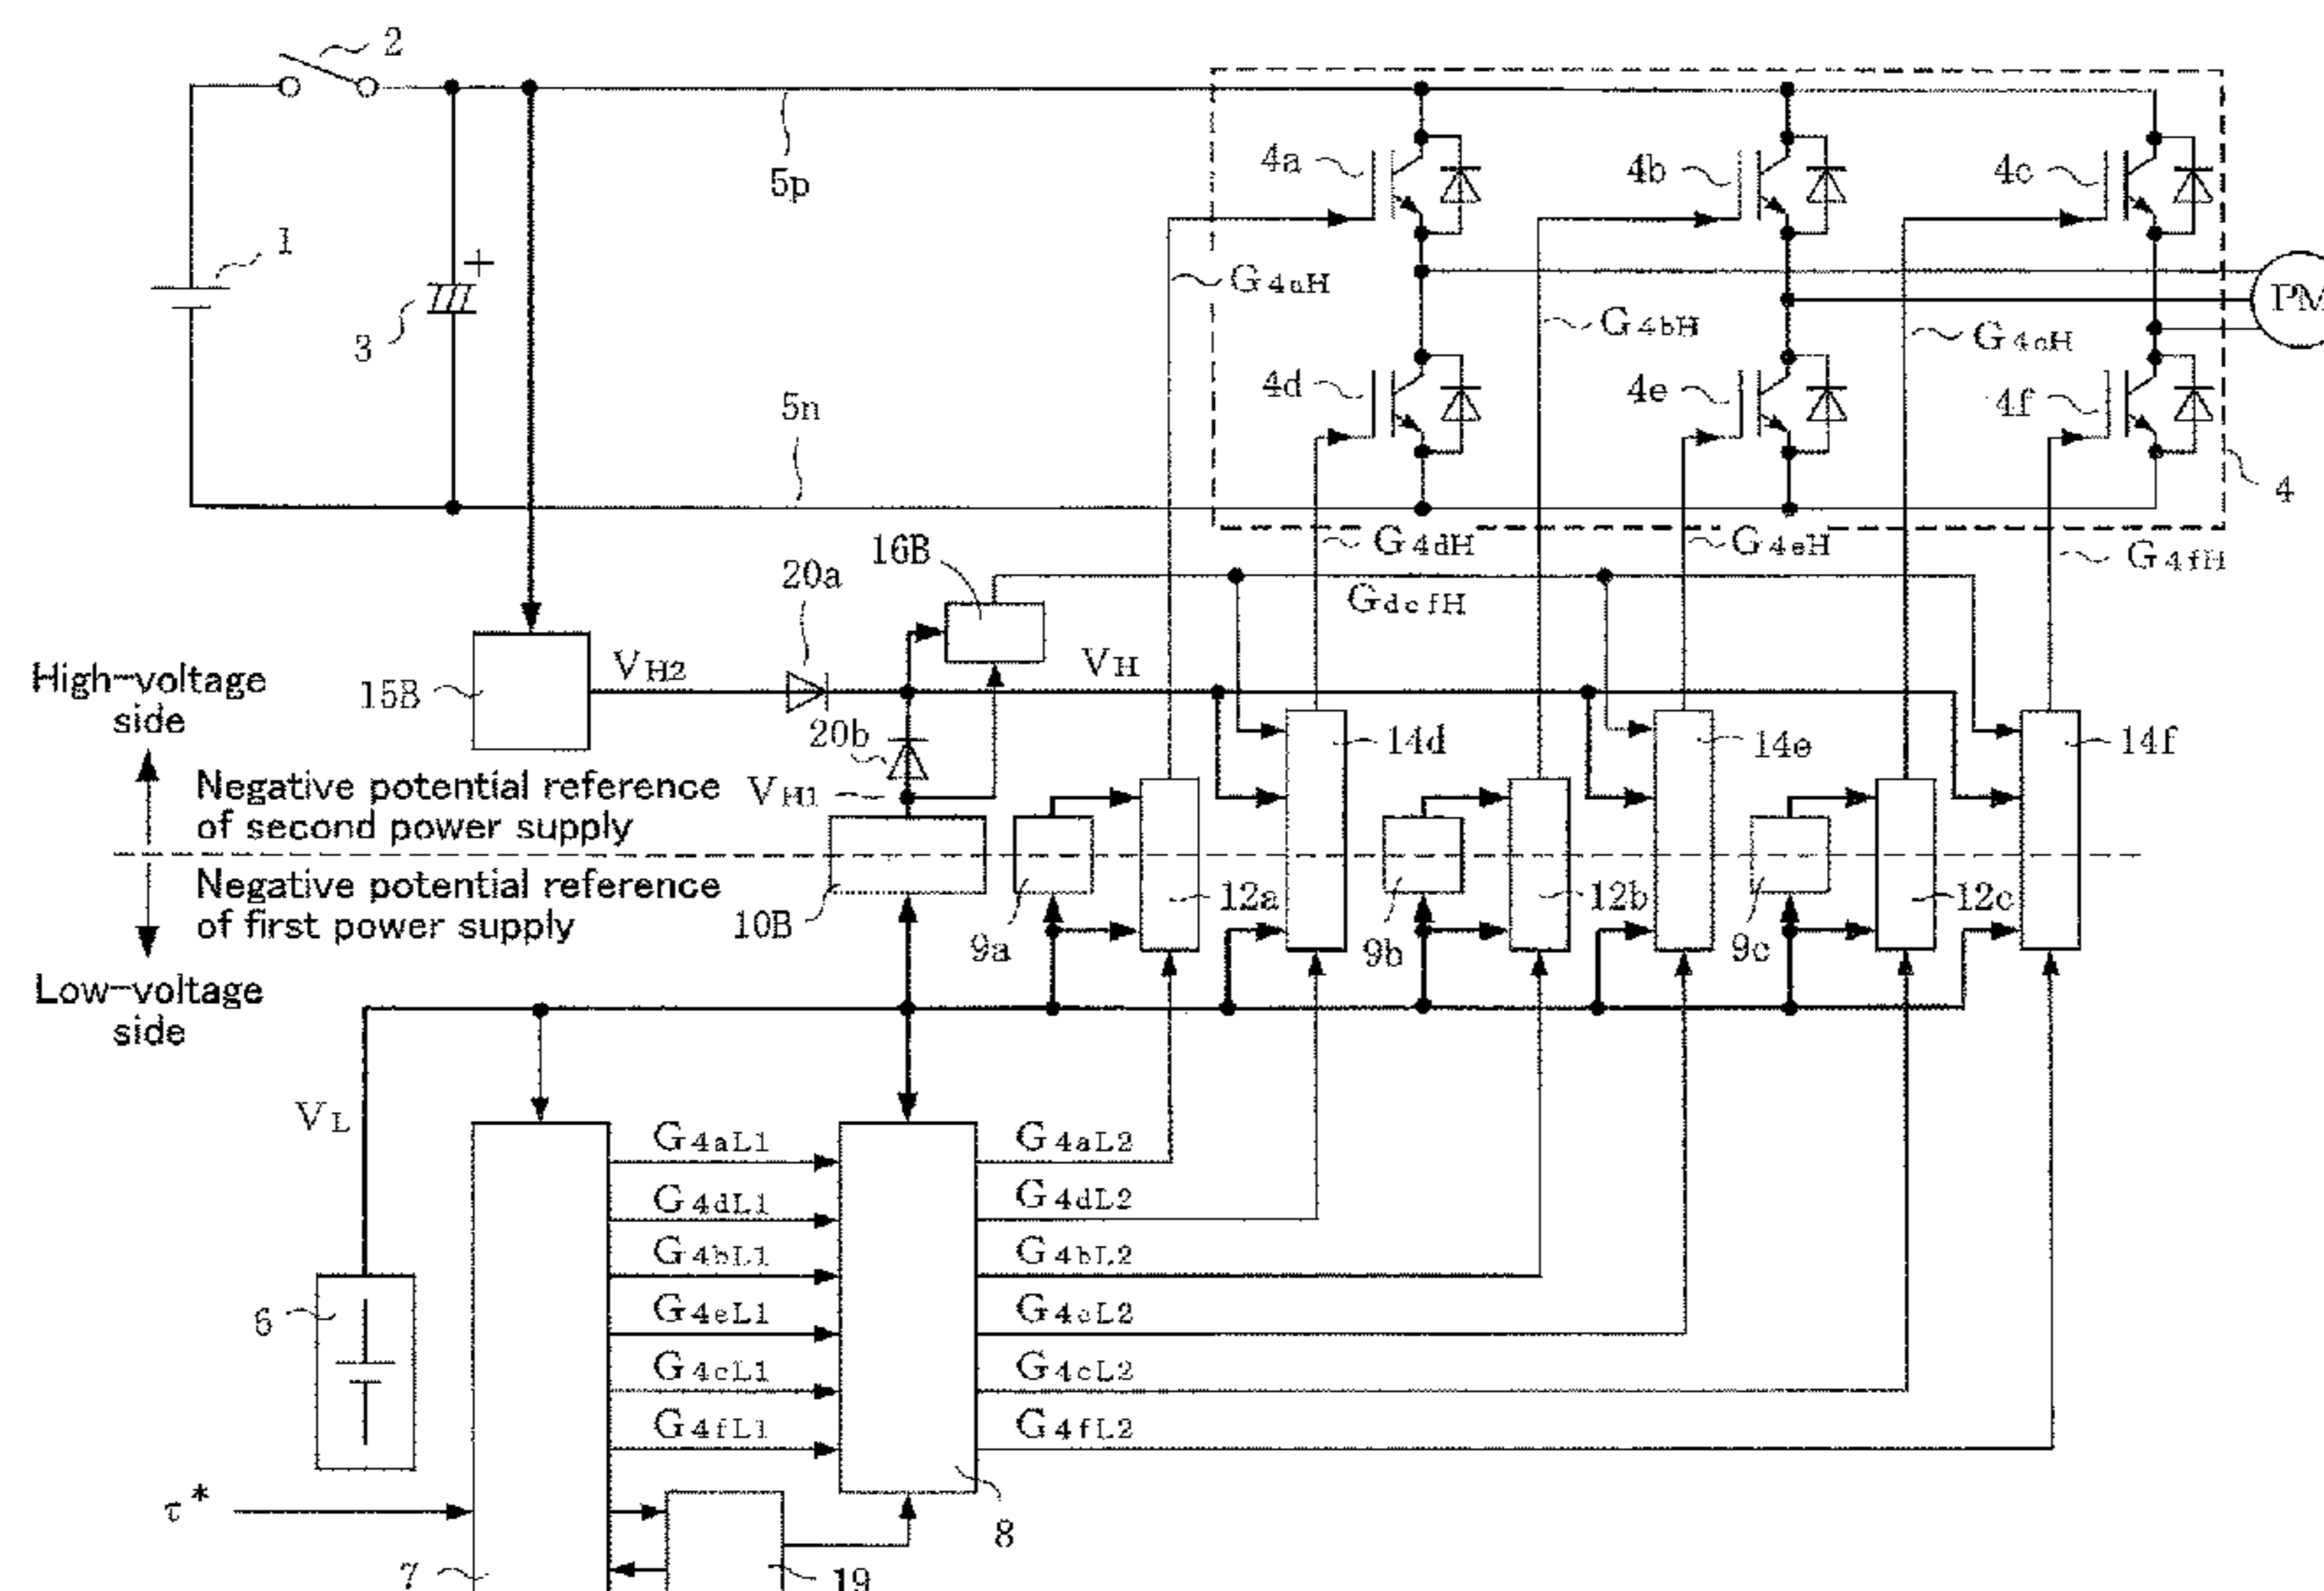 2
1
+
3
5p
5n
4a
4b
4c
4d
4e
4f
4
PM
G4aH
G4bH
G4cH
G4dH
G4eH
G4fH
16B
20a
GdefH
VH2
VH
15B
20b
VH1
14d
14e
14f
High-voltage
side
Negative potential reference
of second power supply
Negative potential reference
of first power supply
Low-voltage
side
10B
9a
12a
9b
12b
9c
12c
VL
G4aL1
G4aL2
G4dL1
G4dL2
G4bL1
G4bL2
G4eL1
G4eL2
G4cL1
G4cL2
G4fL1
G4fL2
6
τ*
8
7
19